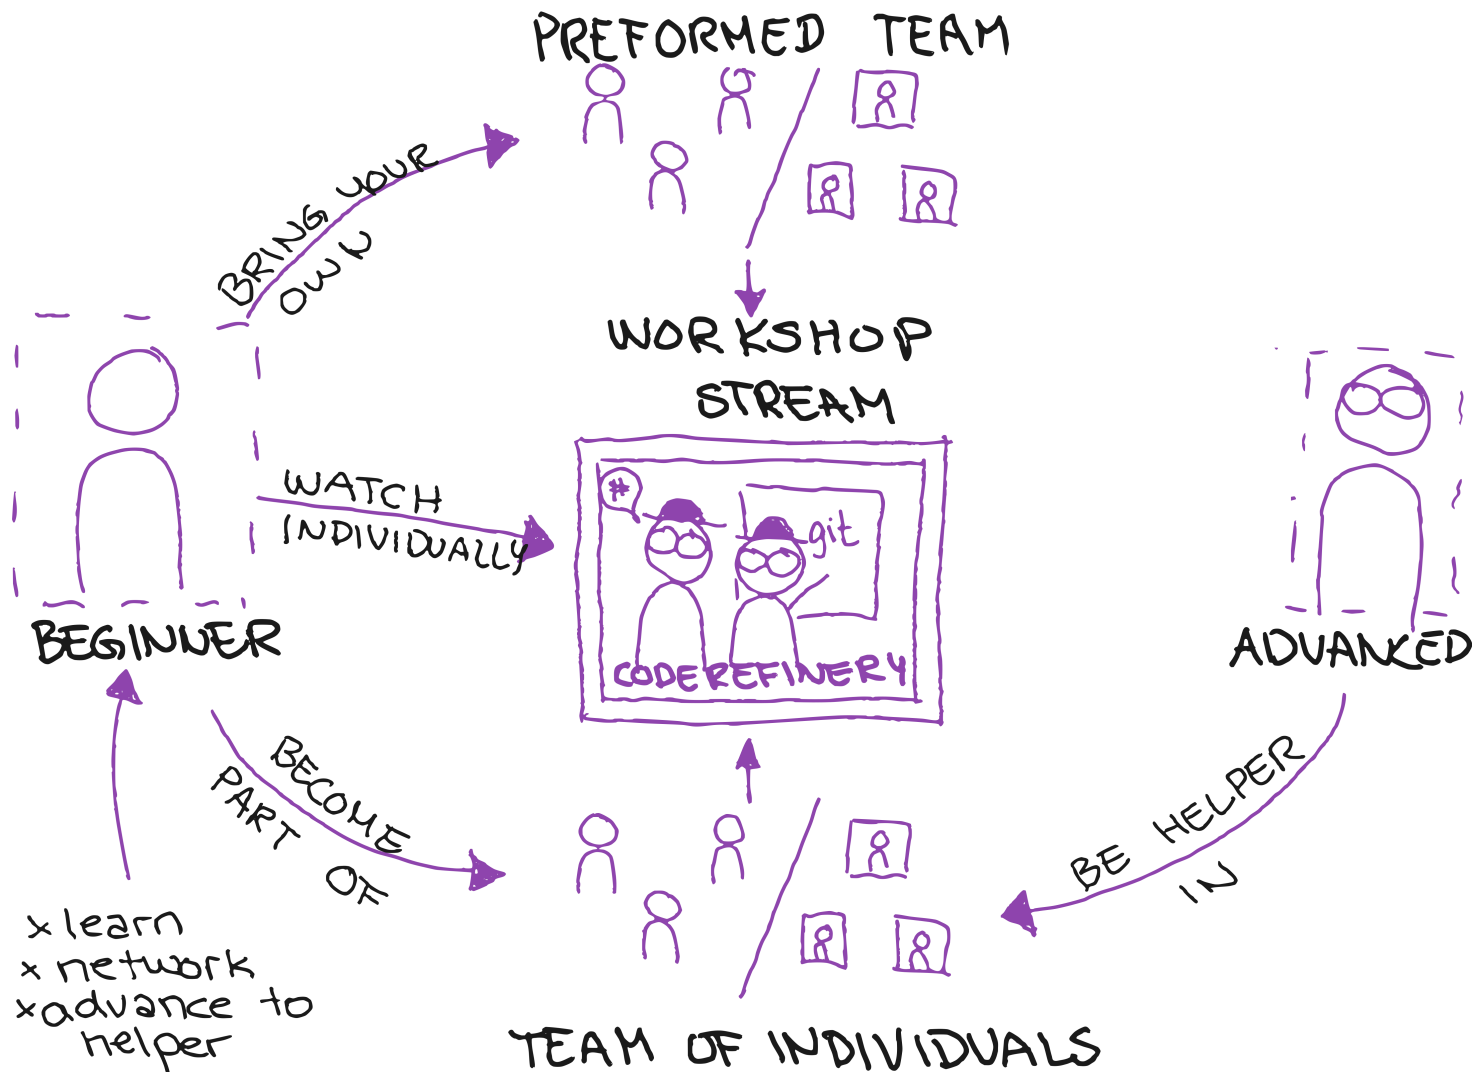 PREFORMED TEAM
BRING YOUR
OWN
WORKSHOP
STREAM
WATCH
INDIVIDUALLY
#
git
CODEREFINERY
BEGINNER
ADVANCED
BECOME
PART OF
BE HELPER
IN
x learn
x network
x advance to
helper
TEAM OF INDIVIDUALS